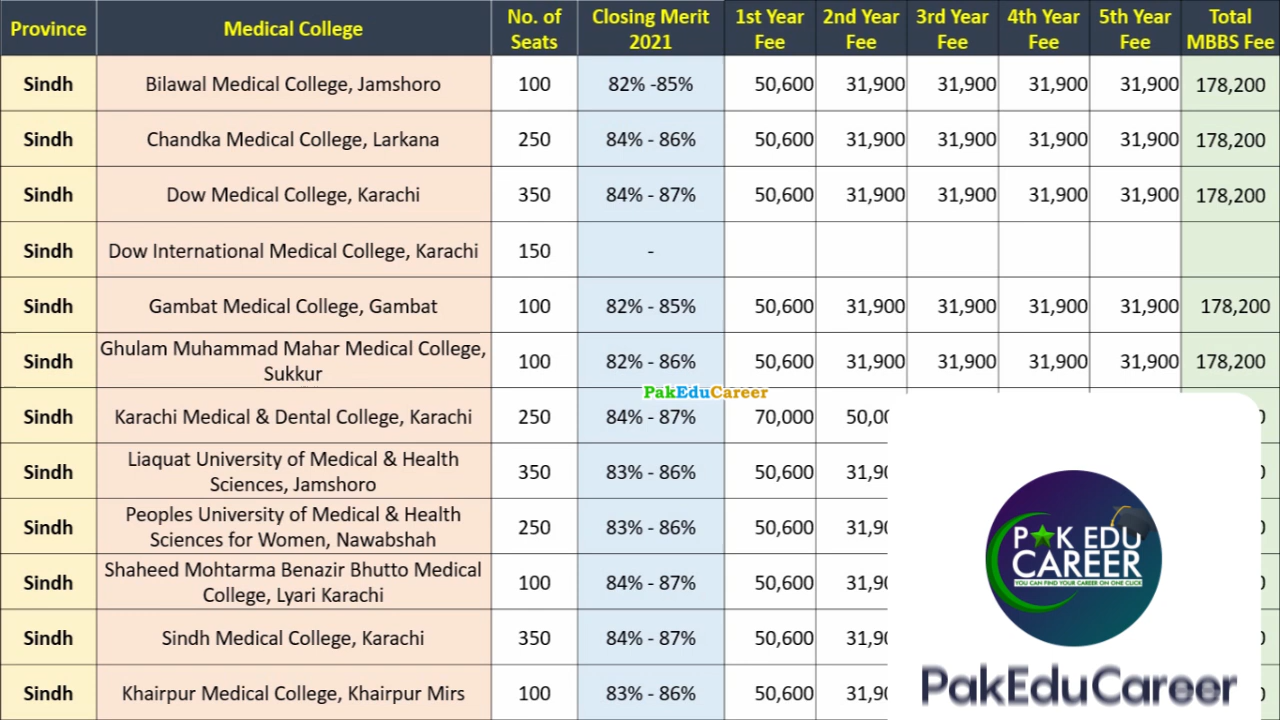 Province Medical College No. of Seats Closing Merit 2021 1st Year Fee 2nd Year Fee 3rd Year Fee 4th Year Fee 5th Year Fee Total MBBS Fee
Sindh Bilawal Medical College, Jamshoro 100 82% -85% 50,600 31,900 31,900 31,900 31,900 178,200
Sindh Chandka Medical College, Larkana 250 84% - 86% 50,600 31,900 31,900 31,900 31,900 178,200
Sindh Dow Medical College, Karachi 350 84% - 87% 50,600 31,900 31,900 31,900 31,900 178,200
Sindh Dow International Medical College, Karachi 150 -
Sindh Gambat Medical College, Gambat 100 82% - 85% 50,600 31,900 31,900 31,900 31,900 178,200
Sindh Ghulam Muhammad Mahar Medical College, Sukkur 100 82% - 86% 50,600 31,900 31,900 31,900 31,900 178,200
PakEduCareer
Sindh Karachi Medical & Dental College, Karachi 250 84% - 87% 70,000
Sindh Liaquat University of Medical & Health Sciences, Jamshoro 350 83% - 86% 50,600
Sindh Peoples University of Medical & Health Sciences for Women, Nawabshah 250 83% - 86% 50,600
Sindh Shaheed Mohtarma Benazir Bhutto Medical College, Lyari Karachi 100 84% - 87% 50,600
Sindh Sindh Medical College, Karachi 350 84% - 87% 50,600
Sindh Khairpur Medical College, Khairpur Mirs 100 83% - 86% 50,600
P★K EDU
CAREER
YOU CAN FIND YOUR CAREER ON ONE CLICK
PakEduCareer